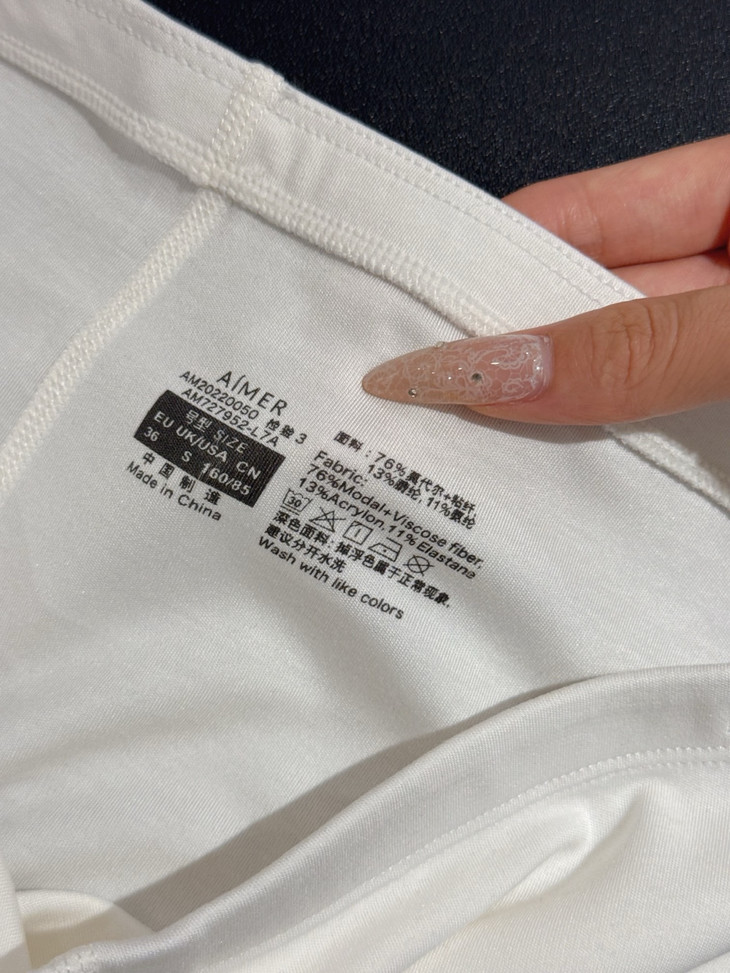 AIMER
AM20220050 检验3
AM727952-L7A
号型 SIZE
EU UK/USA CN
36 S 160/85
中国制造
Made in China
面料：76%莫代尔+粘纤,
13%腈纶, 11%氨纶
Fabric:
76%Modal+Viscose fiber,
13%Acrylon, 11%Elastane
30
深色面料：掉浮色属于正常现象,
建议分开水洗
Wash with like colors